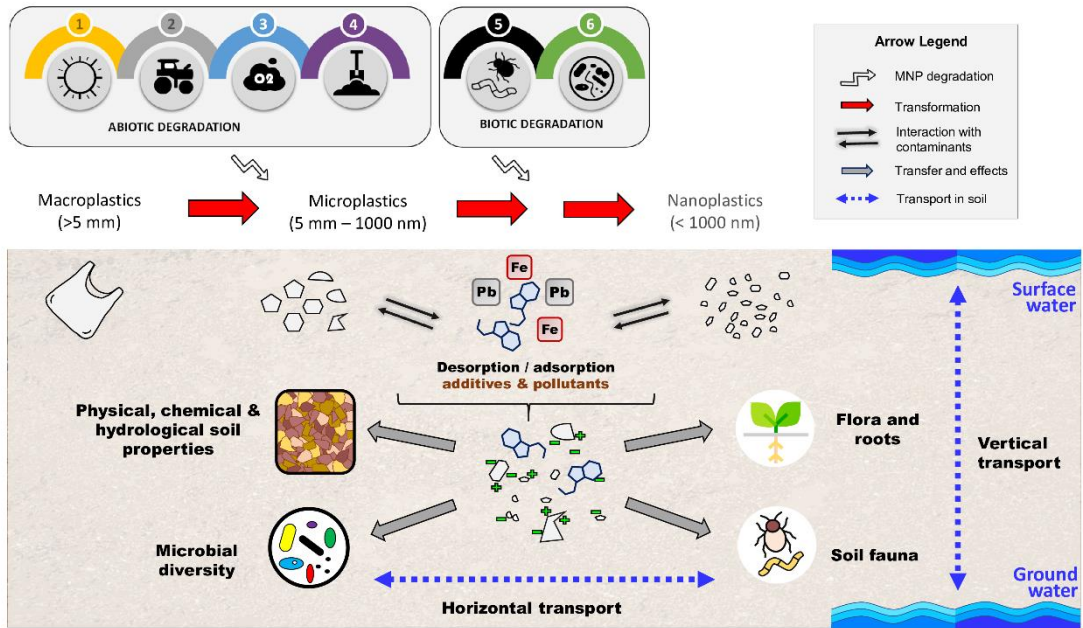 1
2
3
4
O2
ABIOTIC DEGRADATION
5
6
BIOTIC DEGRADATION
Arrow Legend
MNP degradation
Transformation
Interaction with
contaminants
Transfer and effects
Transport in soil
Macroplastics
(>5 mm)
Microplastics
(5 mm – 1000 nm)
Nanoplastics
(< 1000 nm)
Fe
Pb
Pb
Fe
Desorption / adsorption
additives & pollutants
Surface
water
Physical, chemical &
hydrological soil
properties
Flora and
roots
Vertical
transport
Microbial
diversity
Soil fauna
Horizontal transport
Ground
water